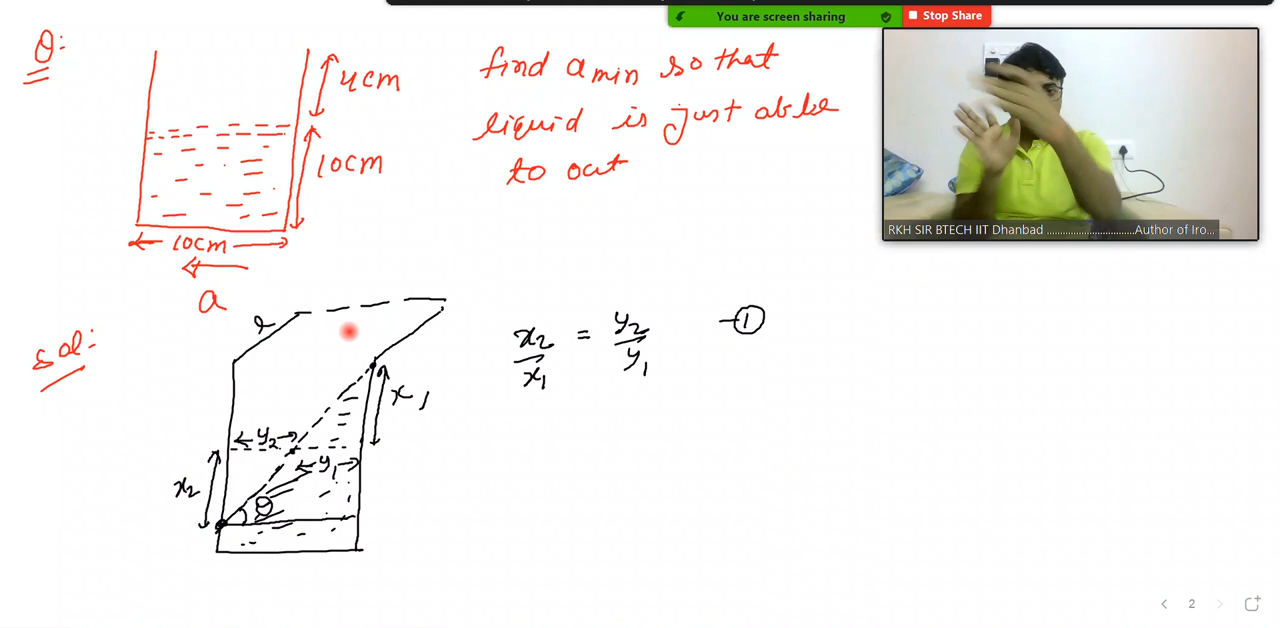 You are screen sharing
Stop Share
Q:
4cm
10cm
10cm
a
find amin so that
liquid is just able
to out
RKH SIR BTECH IIT Dhanbad ................................Author of Iro...
Sol:
x2/x1 = y2/y1 —①
x1
y2
y1
x2
θ
2